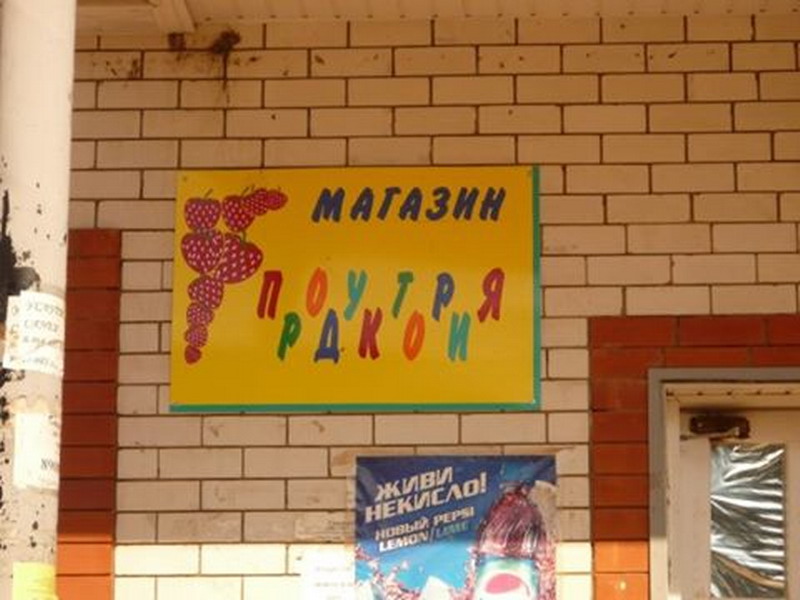 МАГАЗИН
ПРОДУКТОРИЯ
ЖИВИ
НЕКИСЛО!
НОВЫЙ PEPSI
LEMON/LIME